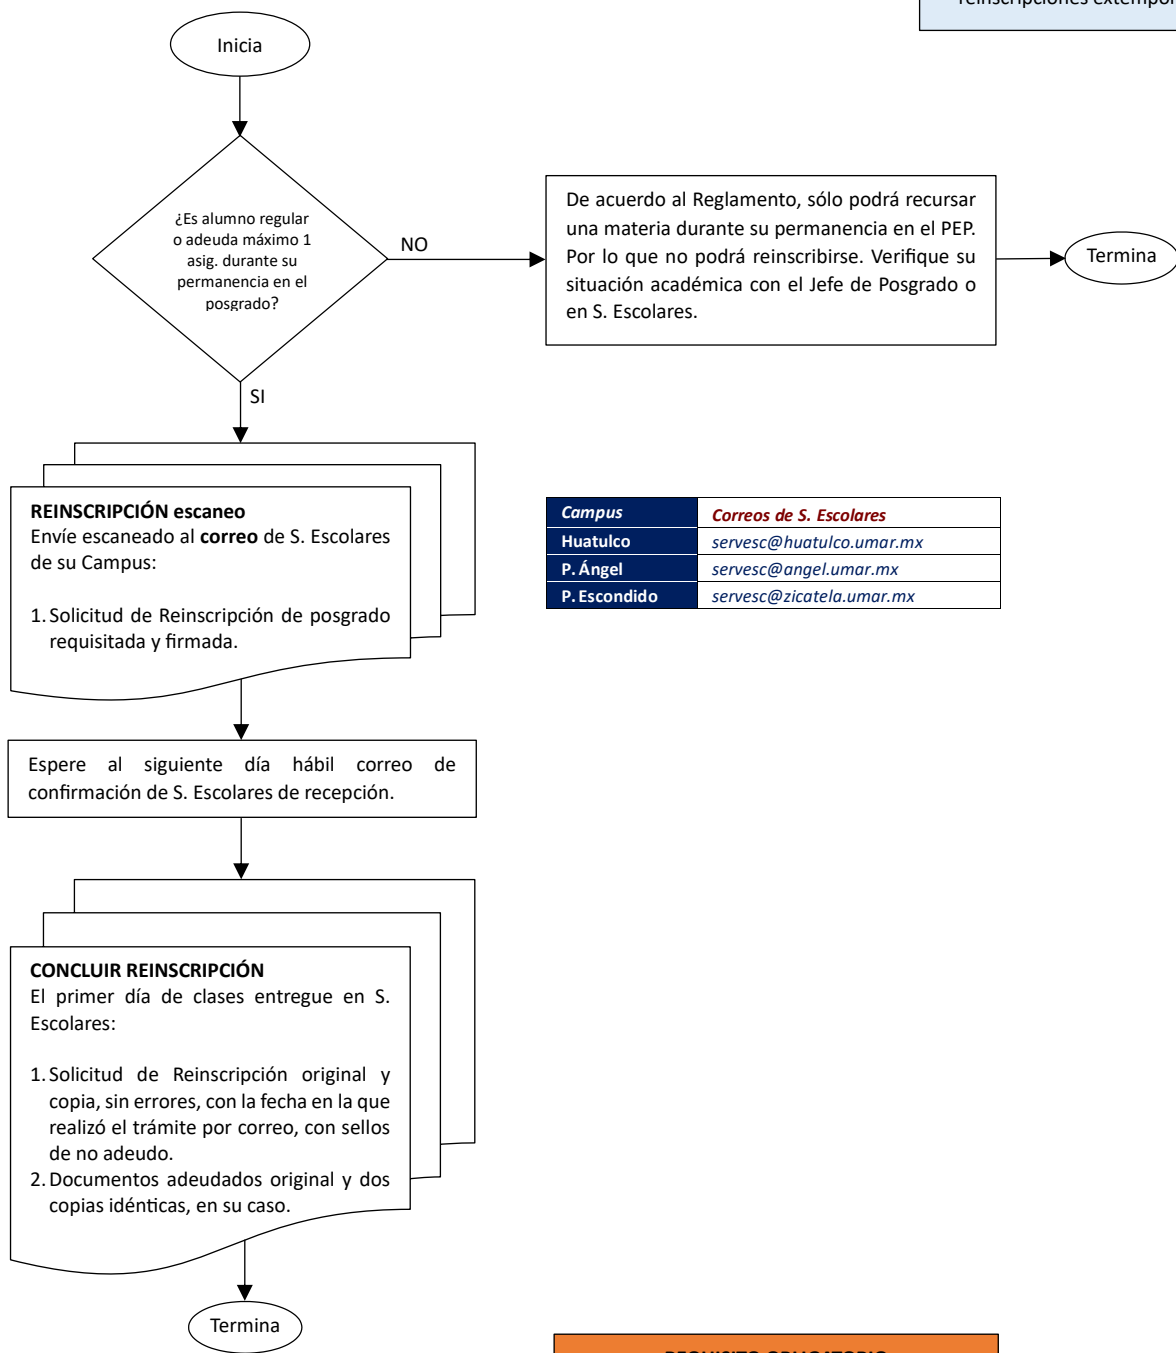 reinscripciones
Inicia
¿Es alumno regular
o adeuda máximo 1
asig. durante su
permanencia en el
posgrado?
NO
De acuerdo al Reglamento, sólo podrá recursar
una materia durante su permanencia en el PEP.
Por lo que no podrá reinscribirse. Verifique su
situación académica con el Jefe de Posgrado o
en S. Escolares.
Termina
SI
REINSCRIPCIÓN escaneo
Envíe escaneado al correo de S. Escolares
de su Campus:
1. Solicitud de Reinscripción de posgrado
requisitada y firmada.
Campus Correos de S. Escolares
Huatulco servesc@huatulco.umar.mx
P. Ángel servesc@angel.umar.mx
P. Escondido servesc@zicatela.umar.mx
Espere al siguiente día hábil correo de
confirmación de S. Escolares de recepción.
CONCLUIR REINSCRIPCIÓN
El primer día de clases entregue en S.
Escolares:
1. Solicitud de Reinscripción original y
copia, sin errores, con la fecha en la que
realizó el trámite por correo, con sellos
de no adeudo.
2. Documentos adeudados original y dos
copias idénticas, en su caso.
Termina
REQUISITO OBLIGATORIO